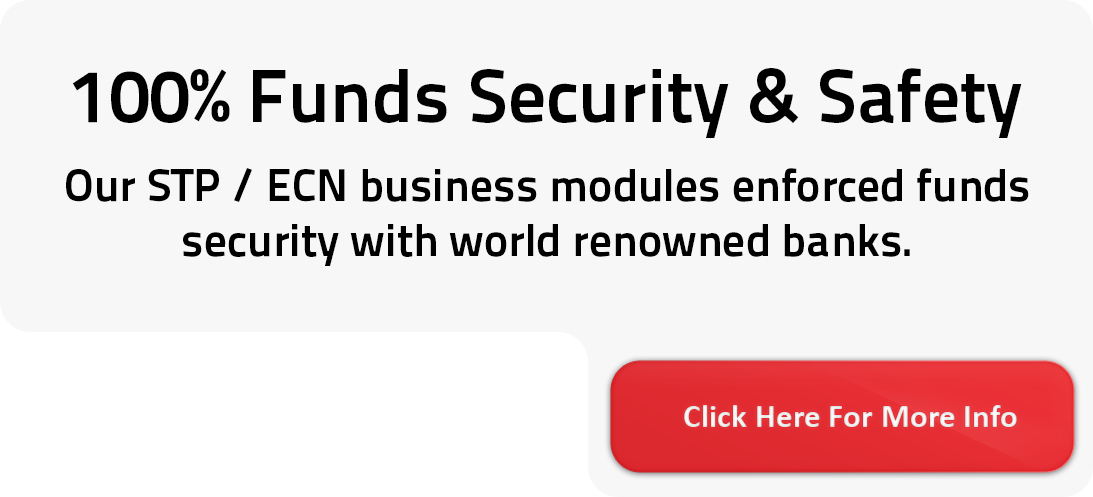 100% Funds Security & Safety
Our STP / ECN business modules enforced funds
security with world renowned banks.
Click Here For More Info